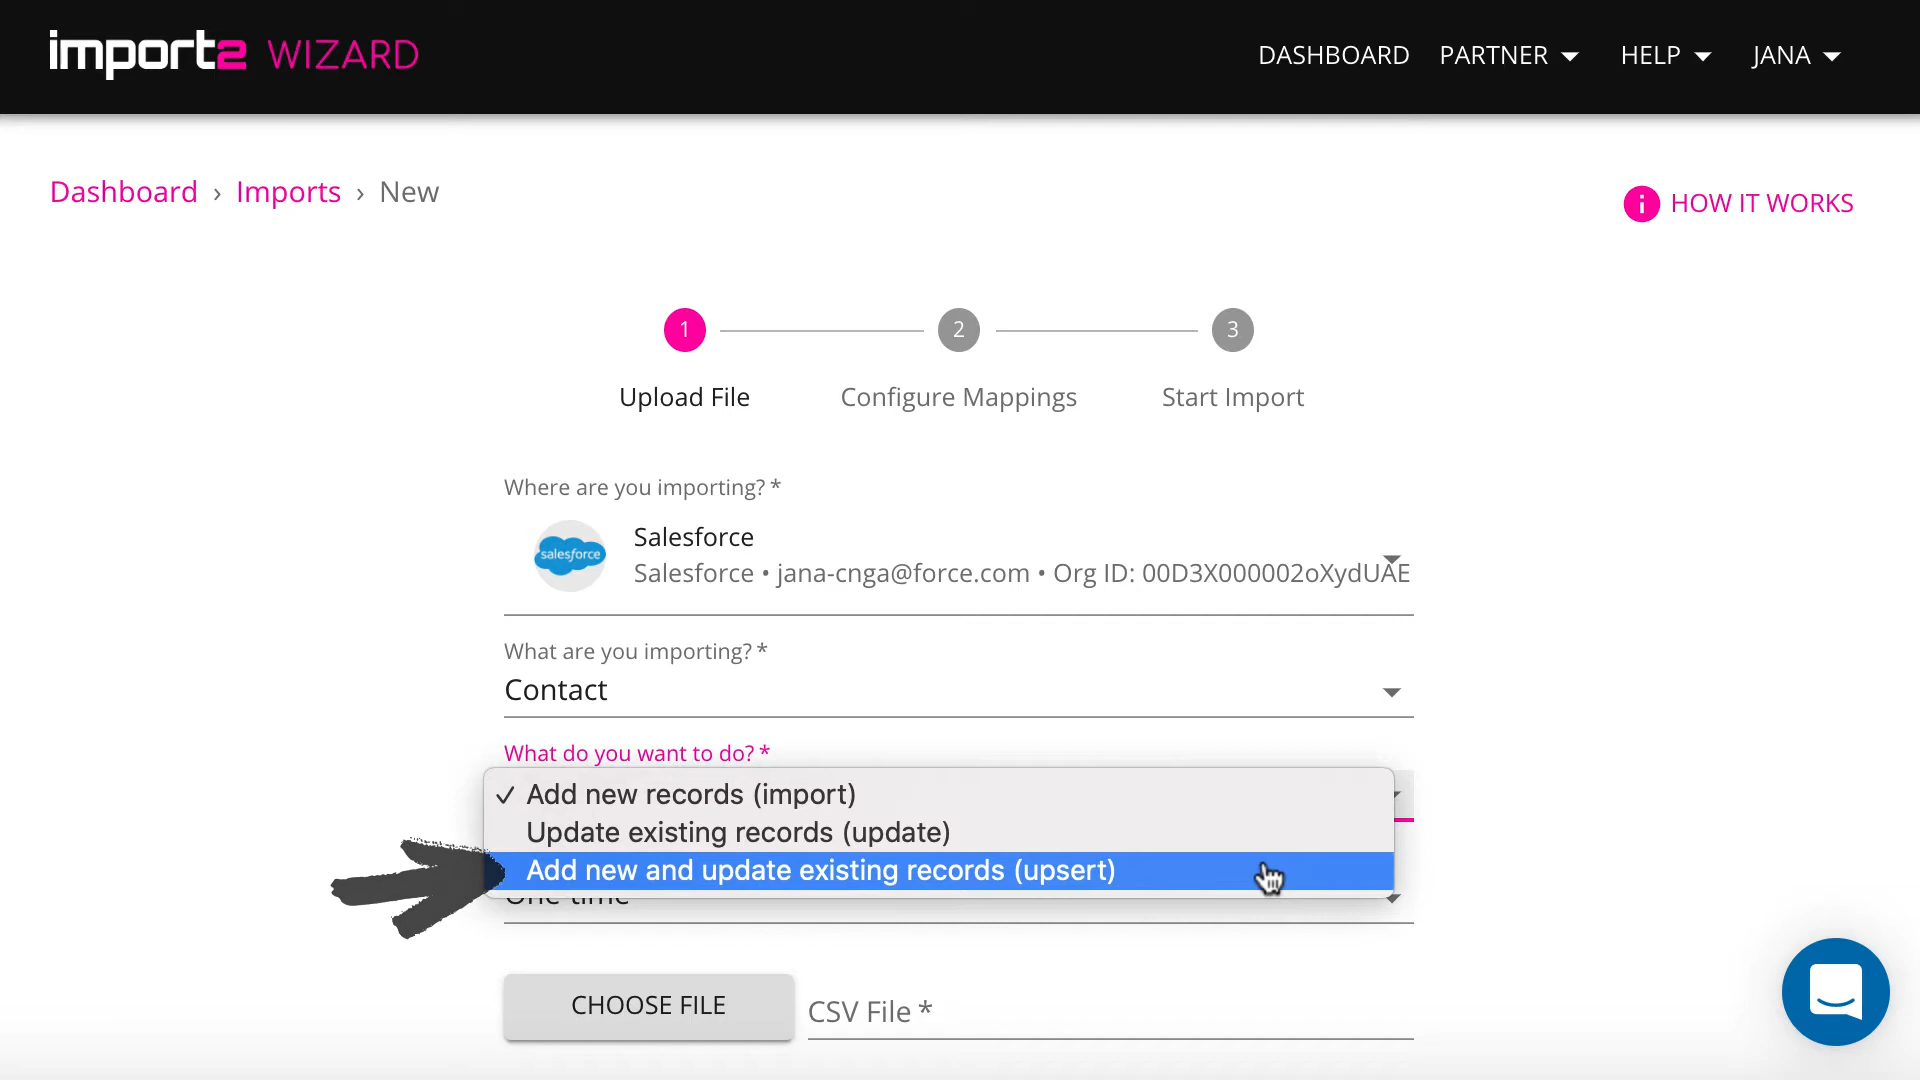 import2 WIZARD
DASHBOARD PARTNER HELP JANA
Dashboard › Imports › New
HOW IT WORKS
1 2 3
Upload File Configure Mappings Start Import
Where are you importing? *
salesforce
Salesforce
Salesforce • jana-cnga@force.com • Org ID: 00D3X000002oXydUAE
What are you importing? *
Contact
What do you want to do? *
✓ Add new records (import)
Update existing records (update)
Add new and update existing records (upsert)
One-time
CHOOSE FILE CSV File *